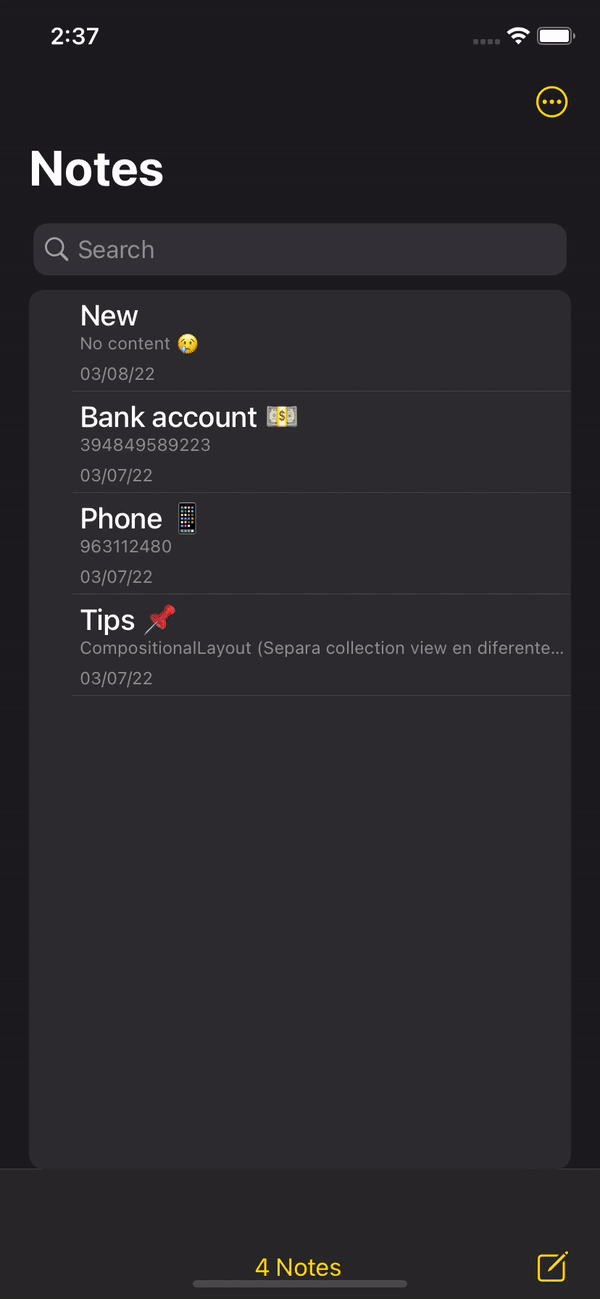 2:37
Notes
Search
New
No content 😢
03/08/22
Bank account 💵
394849589223
03/07/22
Phone 📱
963112480
03/07/22
Tips 📌
CompositionalLayout (Separa collection view en diferente...
03/07/22
4 Notes